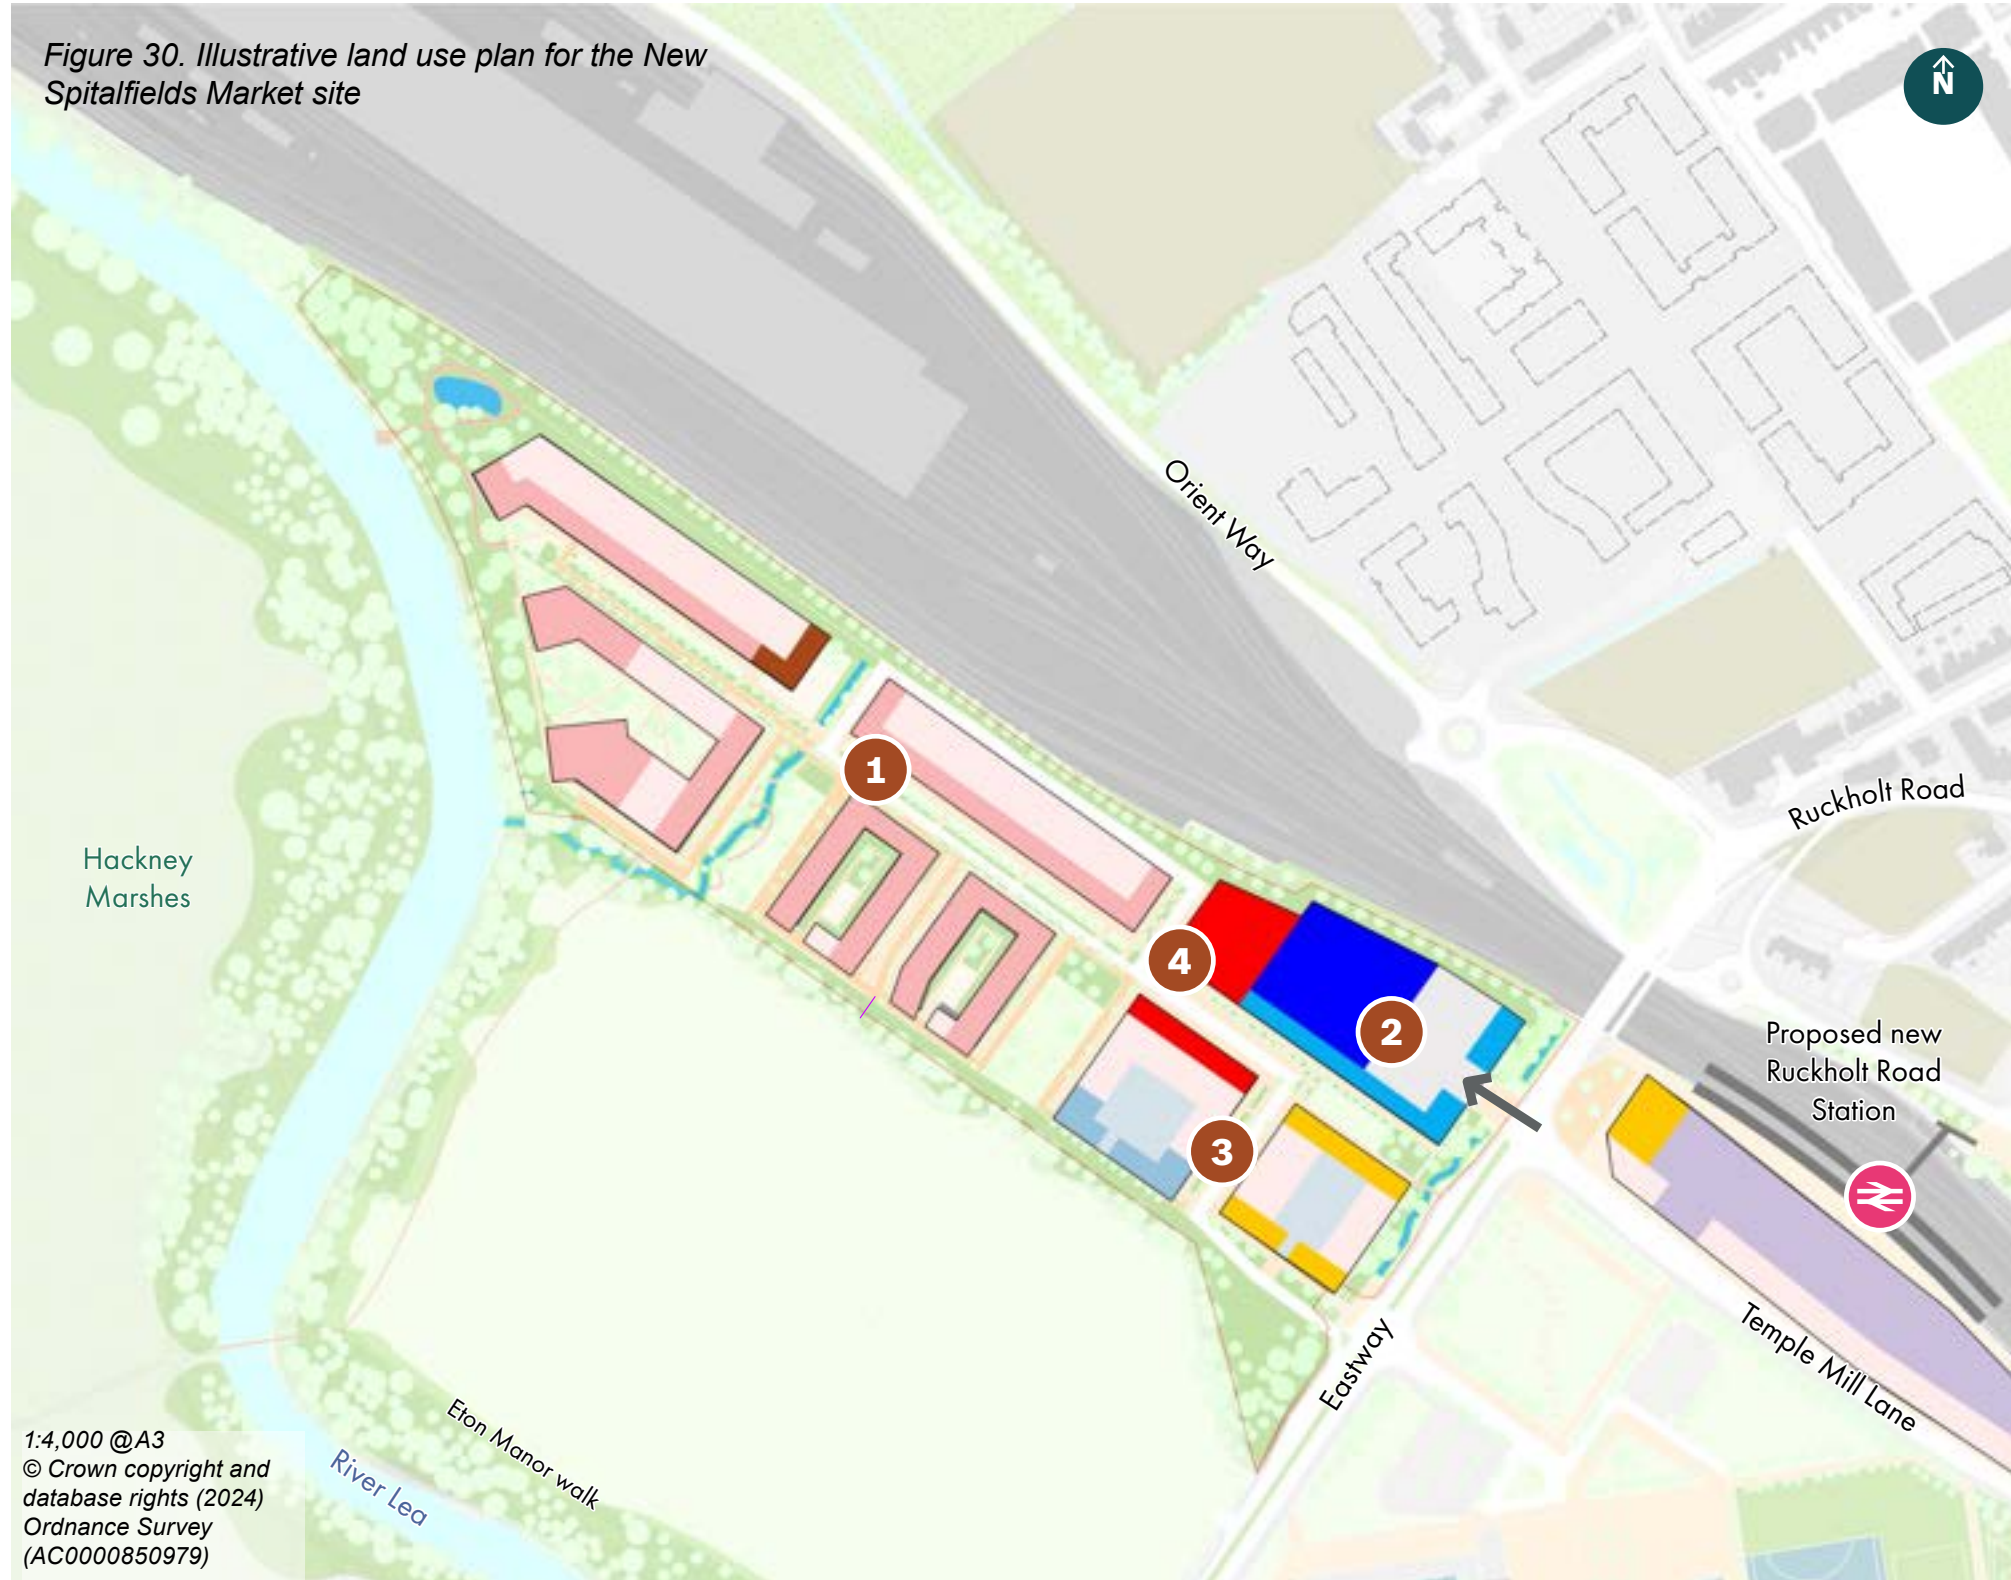 Figure 30. Illustrative land use plan for the New
Spitalfields Market site
N
Orient Way
Ruckholt Road
1
Hackney
Marshes
4
2
Proposed new
Ruckholt Road
Station
3
Temple Mill Lane
Eastway
Eton Manor walk
River Lea
1:4,000 @A3
© Crown copyright and
database rights (2024)
Ordnance Survey
(AC0000850979)